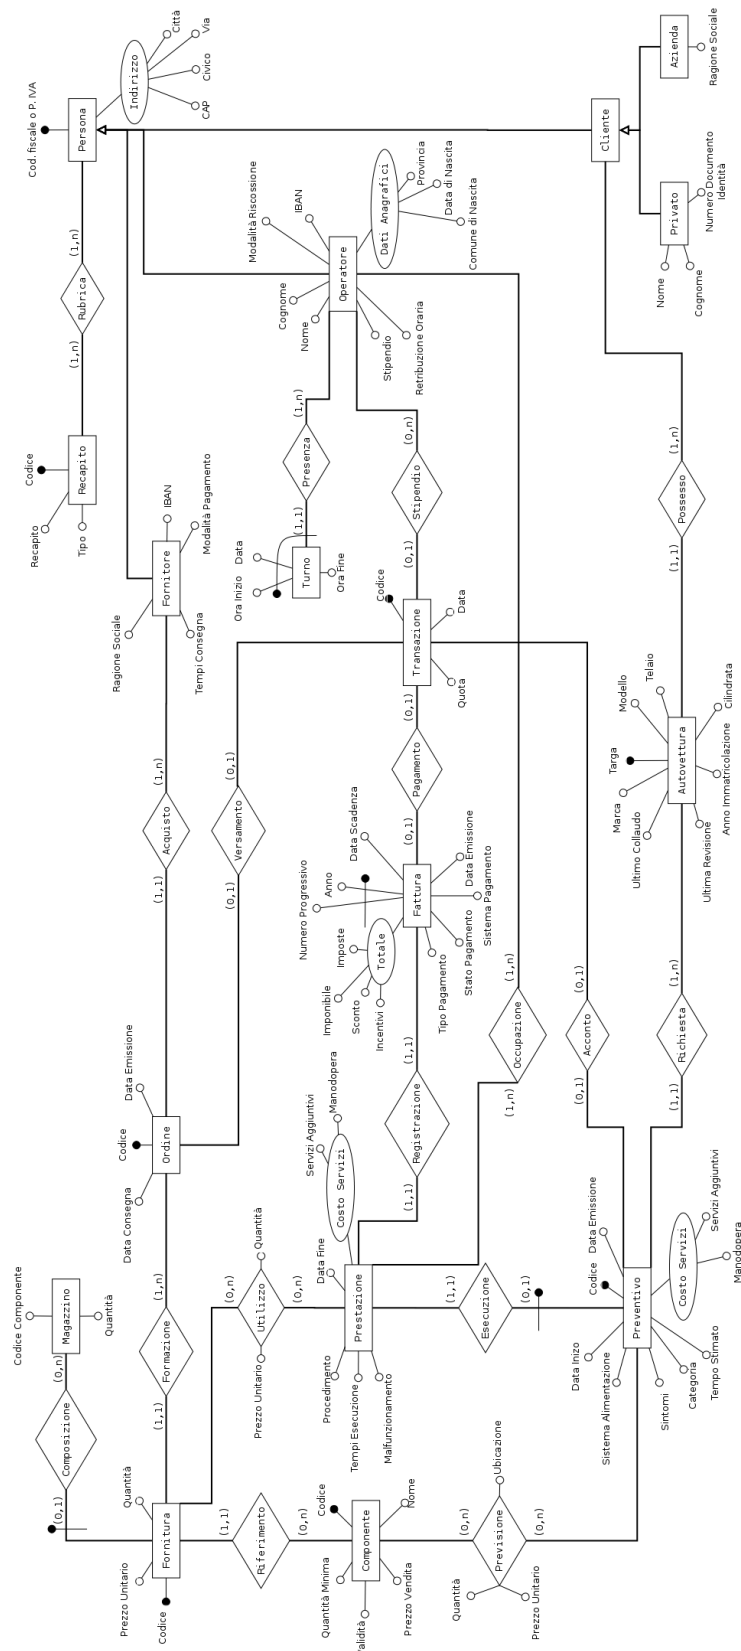 Cod. fiscale o P. IVA
Persona
Indirizzo
Città
Via
Civico
CAP
(1,n)
Rubrica
(1,n)
Recapito
Codice
Recapito
Tipo
Cliente
Azienda
Ragione Sociale
Privato
Nome
Cognome
Numero Documento
Identità
Operatore
Modalità Riscossione
IBAN
Dati Anagrafici
Provincia
Data di Nascita
Comune di Nascita
Cognome
Nome
Stipendio
Retribuzione Oraria
(1,n)
Presenza
(1,1)
Turno
Ora Inizio
Data
Ora Fine
(0,n)
Stipendio
(0,1)
Fornitore
IBAN
Modalità Pagamento
Ragione Sociale
Tempi Consegna
(1,n)
Acquisto
(1,1)
Transazione
Codice
Data
Quota
(0,1)
Versamento
(0,1)
(0,1)
Pagamento
(0,1)
Fattura
Data Scadenza
Anno
Numero Progressivo
Data Emissione
Sistema Pagamento
Stato Pagamento
Tipo Pagamento
Totale
Imposte
Imponibile
Sconto
Incentivi
(1,1)
Registrazione
(1,1)
(1,n)
Possesso
(1,1)
Autovettura
Targa
Modello
Telaio
Marca
Ultimo Collaudo
Cilindrata
Anno Immatricolazione
Ultima Revisione
(1,n)
Richiesta
(1,1)
(1,n)
Occupazione
(1,n)
(0,1)
Acconto
(0,1)
Ordine
Data Emissione
Codice
Data Consegna
(1,n)
Formazione
(1,1)
Magazzino
Codice Componente
Quantità
(0,n)
Composizione
(0,1)
Fornitura
Quantità
Prezzo Unitario
Codice
(0,n)
Utilizzo
Quantità
Prezzo Unitario
(0,n)
Prestazione
Data Fine
Costo Servizi
Servizi Aggiuntivi
Manodopera
Procedimento
Tempi Esecuzione
Malfunzionamento
(1,1)
Esecuzione
(0,1)
Preventivo
Codice
Data Emissione
Costo Servizi
Servizi Aggiuntivi
Manodopera
Data Inizo
Sistema Alimentazione
Sintomi
Categoria
Tempo Stimato
(1,1)
Riferimento
(0,n)
Componente
Codice
Nome
Quantità Minima
alidità
Prezzo Vendita
(0,n)
Previsione
(0,n)
Ubicazione
Quantità
Prezzo Unitario